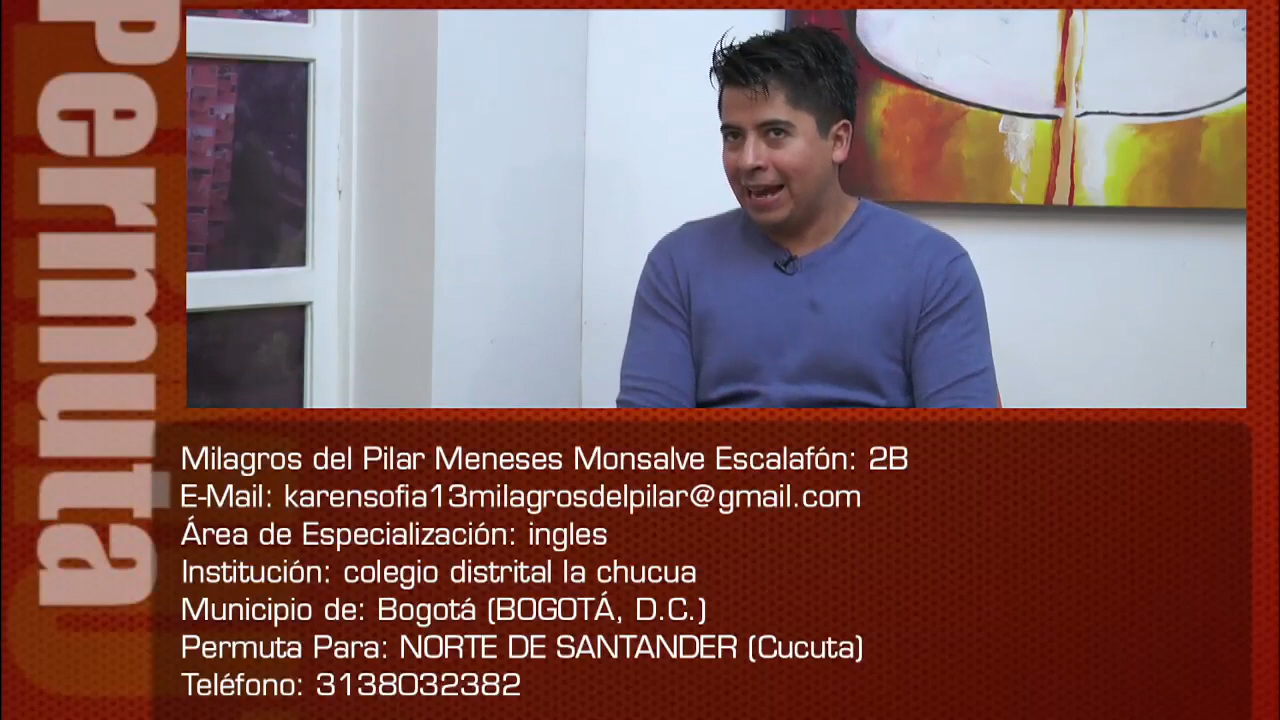 Permuta
Milagros del Pilar Meneses Monsalve Escalafón: 2B
E-Mail: karensofia13milagrosdelpilar@gmail.com
Área de Especialización: ingles
Institución: colegio distrital la chucua
Municipio de: Bogotá (BOGOTÁ, D.C.)
Permuta Para: NORTE DE SANTANDER (Cucuta)
Teléfono: 3138032382